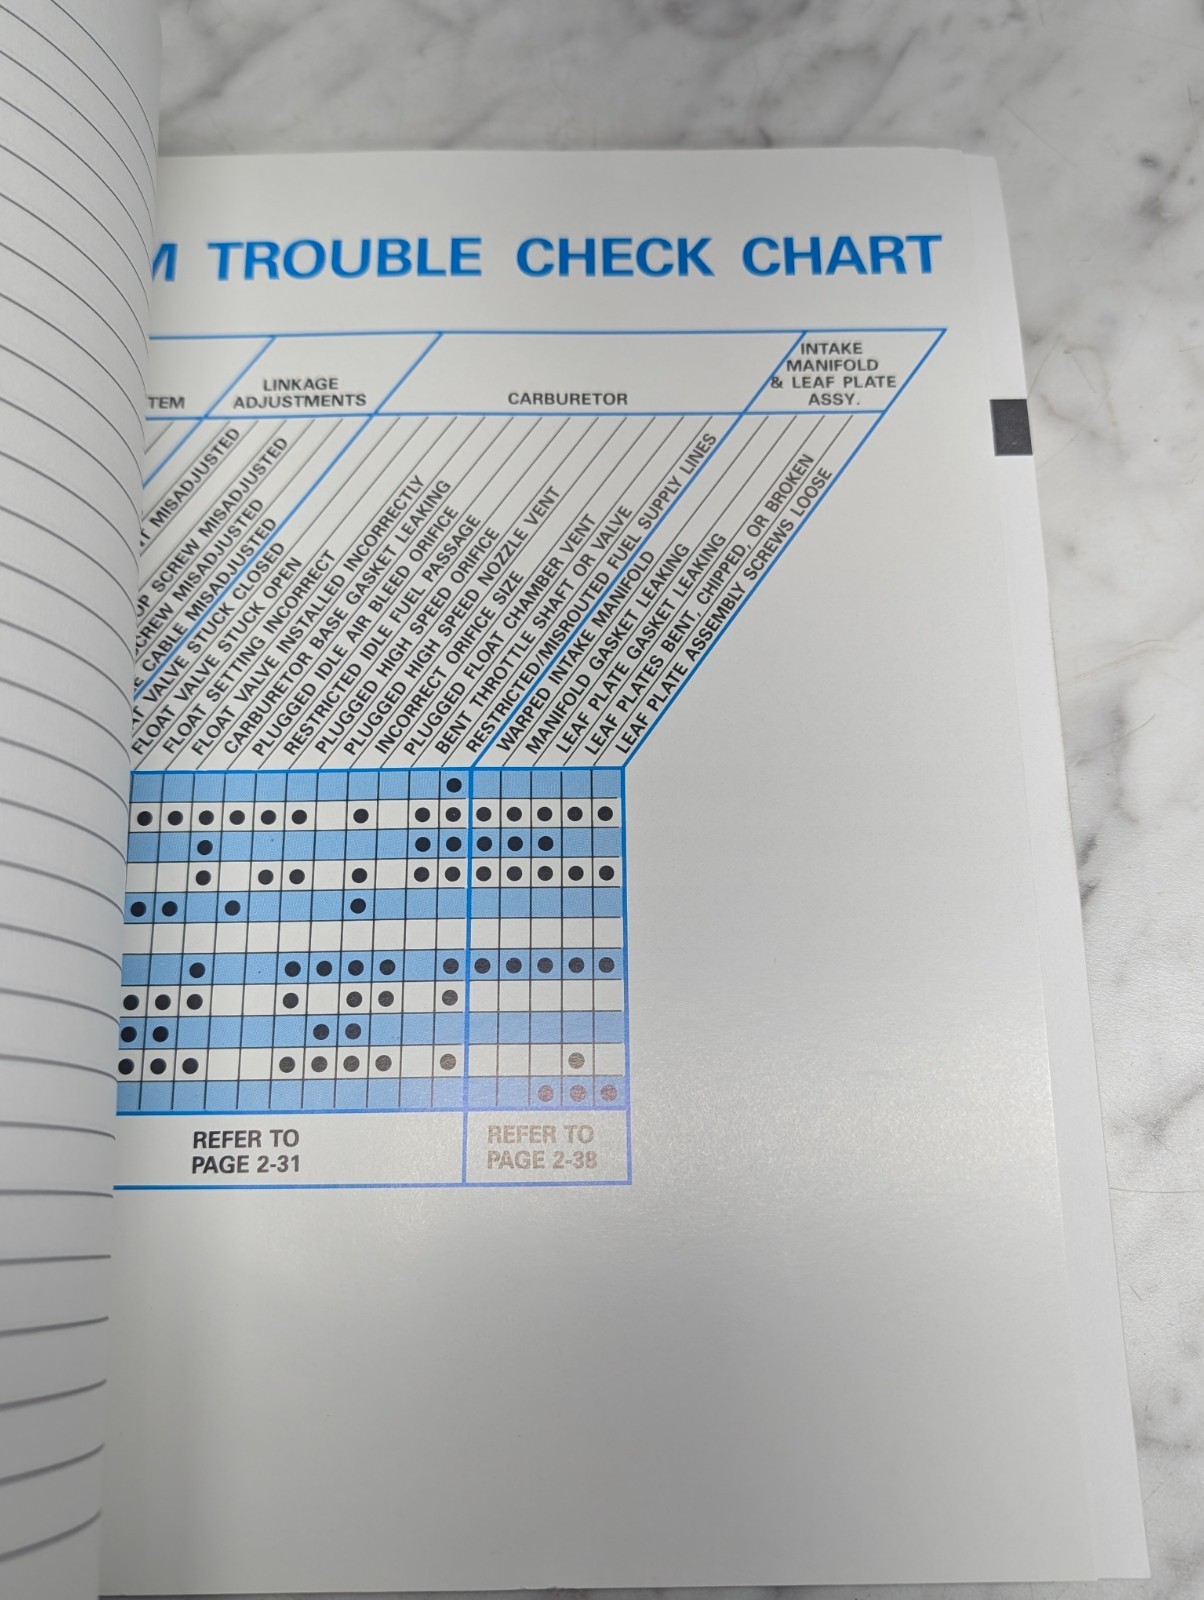 TROUBLE CHECK CHART
LINKAGE
ADJUSTMENTS
CARBURETOR
INTAKE
MANIFOLD
& LEAF PLATE
ASSY.
MISADJUSTED
SCREW MISADJUSTED
SCREW MISADJUSTED
CABLE MISADJUSTED
VALVE STUCK CLOSED
FLOAT VALVE STUCK OPEN
FLOAT SETTING INCORRECT
FLOAT VALVE INSTALLED INCORRECTLY
CARBURETOR BASE GASKET LEAKING
PLUGGED IDLE AIR BLEED ORIFICE
RESTRICTED IDLE FUEL PASSAGE
PLUGGED HIGH SPEED ORIFICE
PLUGGED HIGH SPEED NOZZLE VENT
INCORRECT ORIFICE SIZE
PLUGGED FLOAT CHAMBER VENT
BENT THROTTLE SHAFT OR VALVE
RESTRICTED/MISROUTED FUEL SUPPLY LINES
WARPED INTAKE MANIFOLD
MANIFOLD GASKET LEAKING
LEAF PLATE GASKET LEAKING
LEAF PLATES BENT, CHIPPED, OR BROKEN
LEAF PLATE ASSEMBLY SCREWS LOOSE
REFER TO
PAGE 2-31
REFER TO
PAGE 2-38